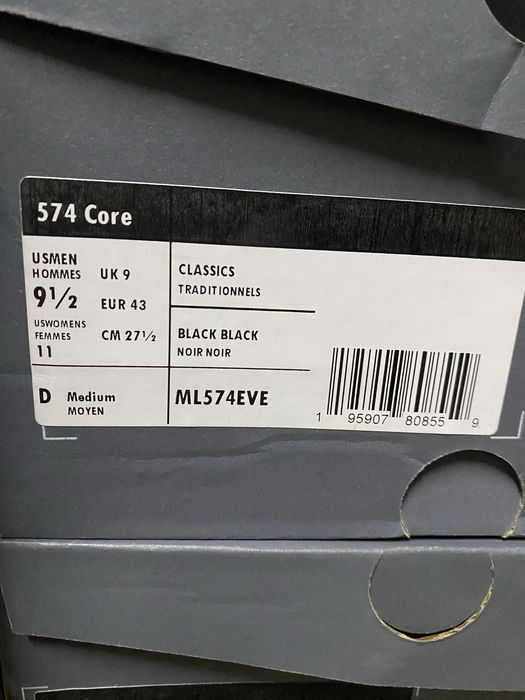 574 Core
USMEN
HOMMES UK 9
9½ EUR 43
USWOMENS
FEMMES CM 27½
11
CLASSICS
TRADITIONNELS
BLACK BLACK
NOIR NOIR
D Medium
MOYEN
ML574EVE
1 95907 80855 9